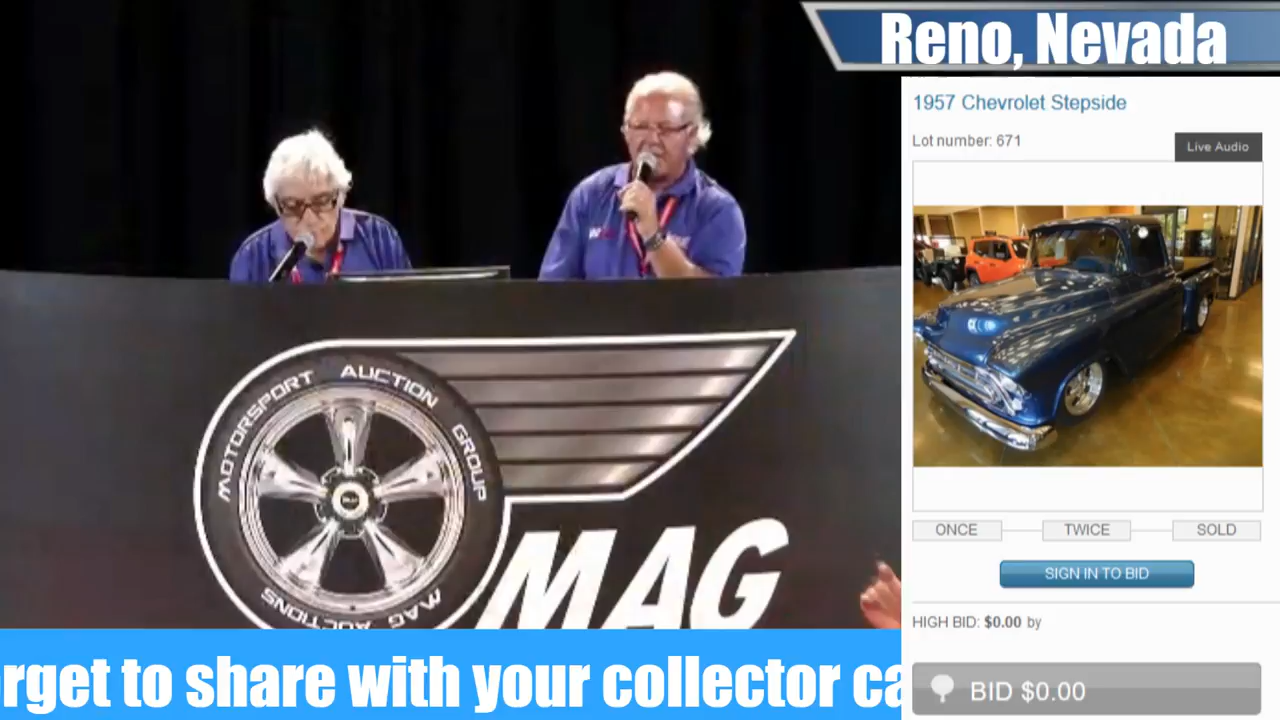 Reno, Nevada
1957 Chevrolet Stepside
Lot number: 671
Live Audio
MOTORSPORT AUCTION GROUP
MAG AUCTIONS
MAG
ONCE
TWICE
SOLD
SIGN IN TO BID
HIGH BID: $0.00 by
BID $0.00
rget to share with your collector ca